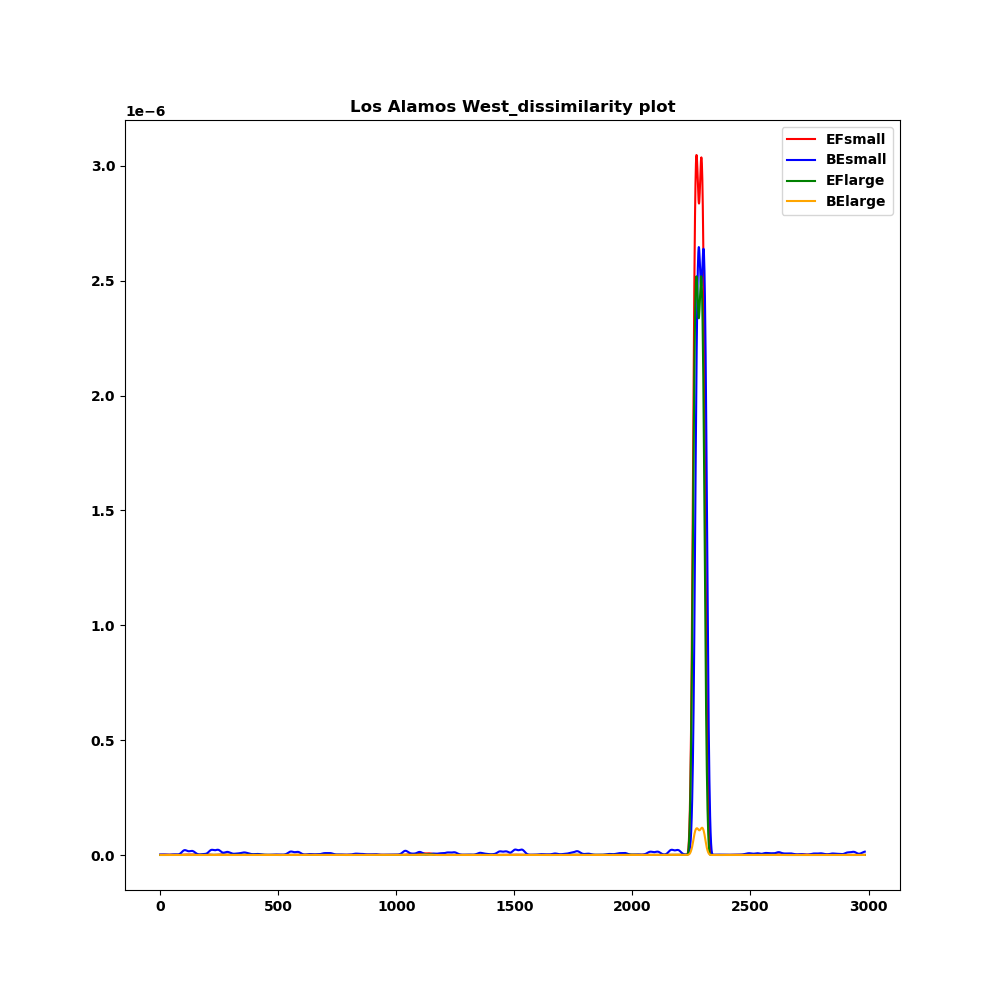 Los Alamos West_dissimilarity plot
1e−6
EFsmall
BEsmall
EFlarge
BElarge
3.0
2.5
2.0
1.5
1.0
0.5
0.0
0 500 1000 1500 2000 2500 3000